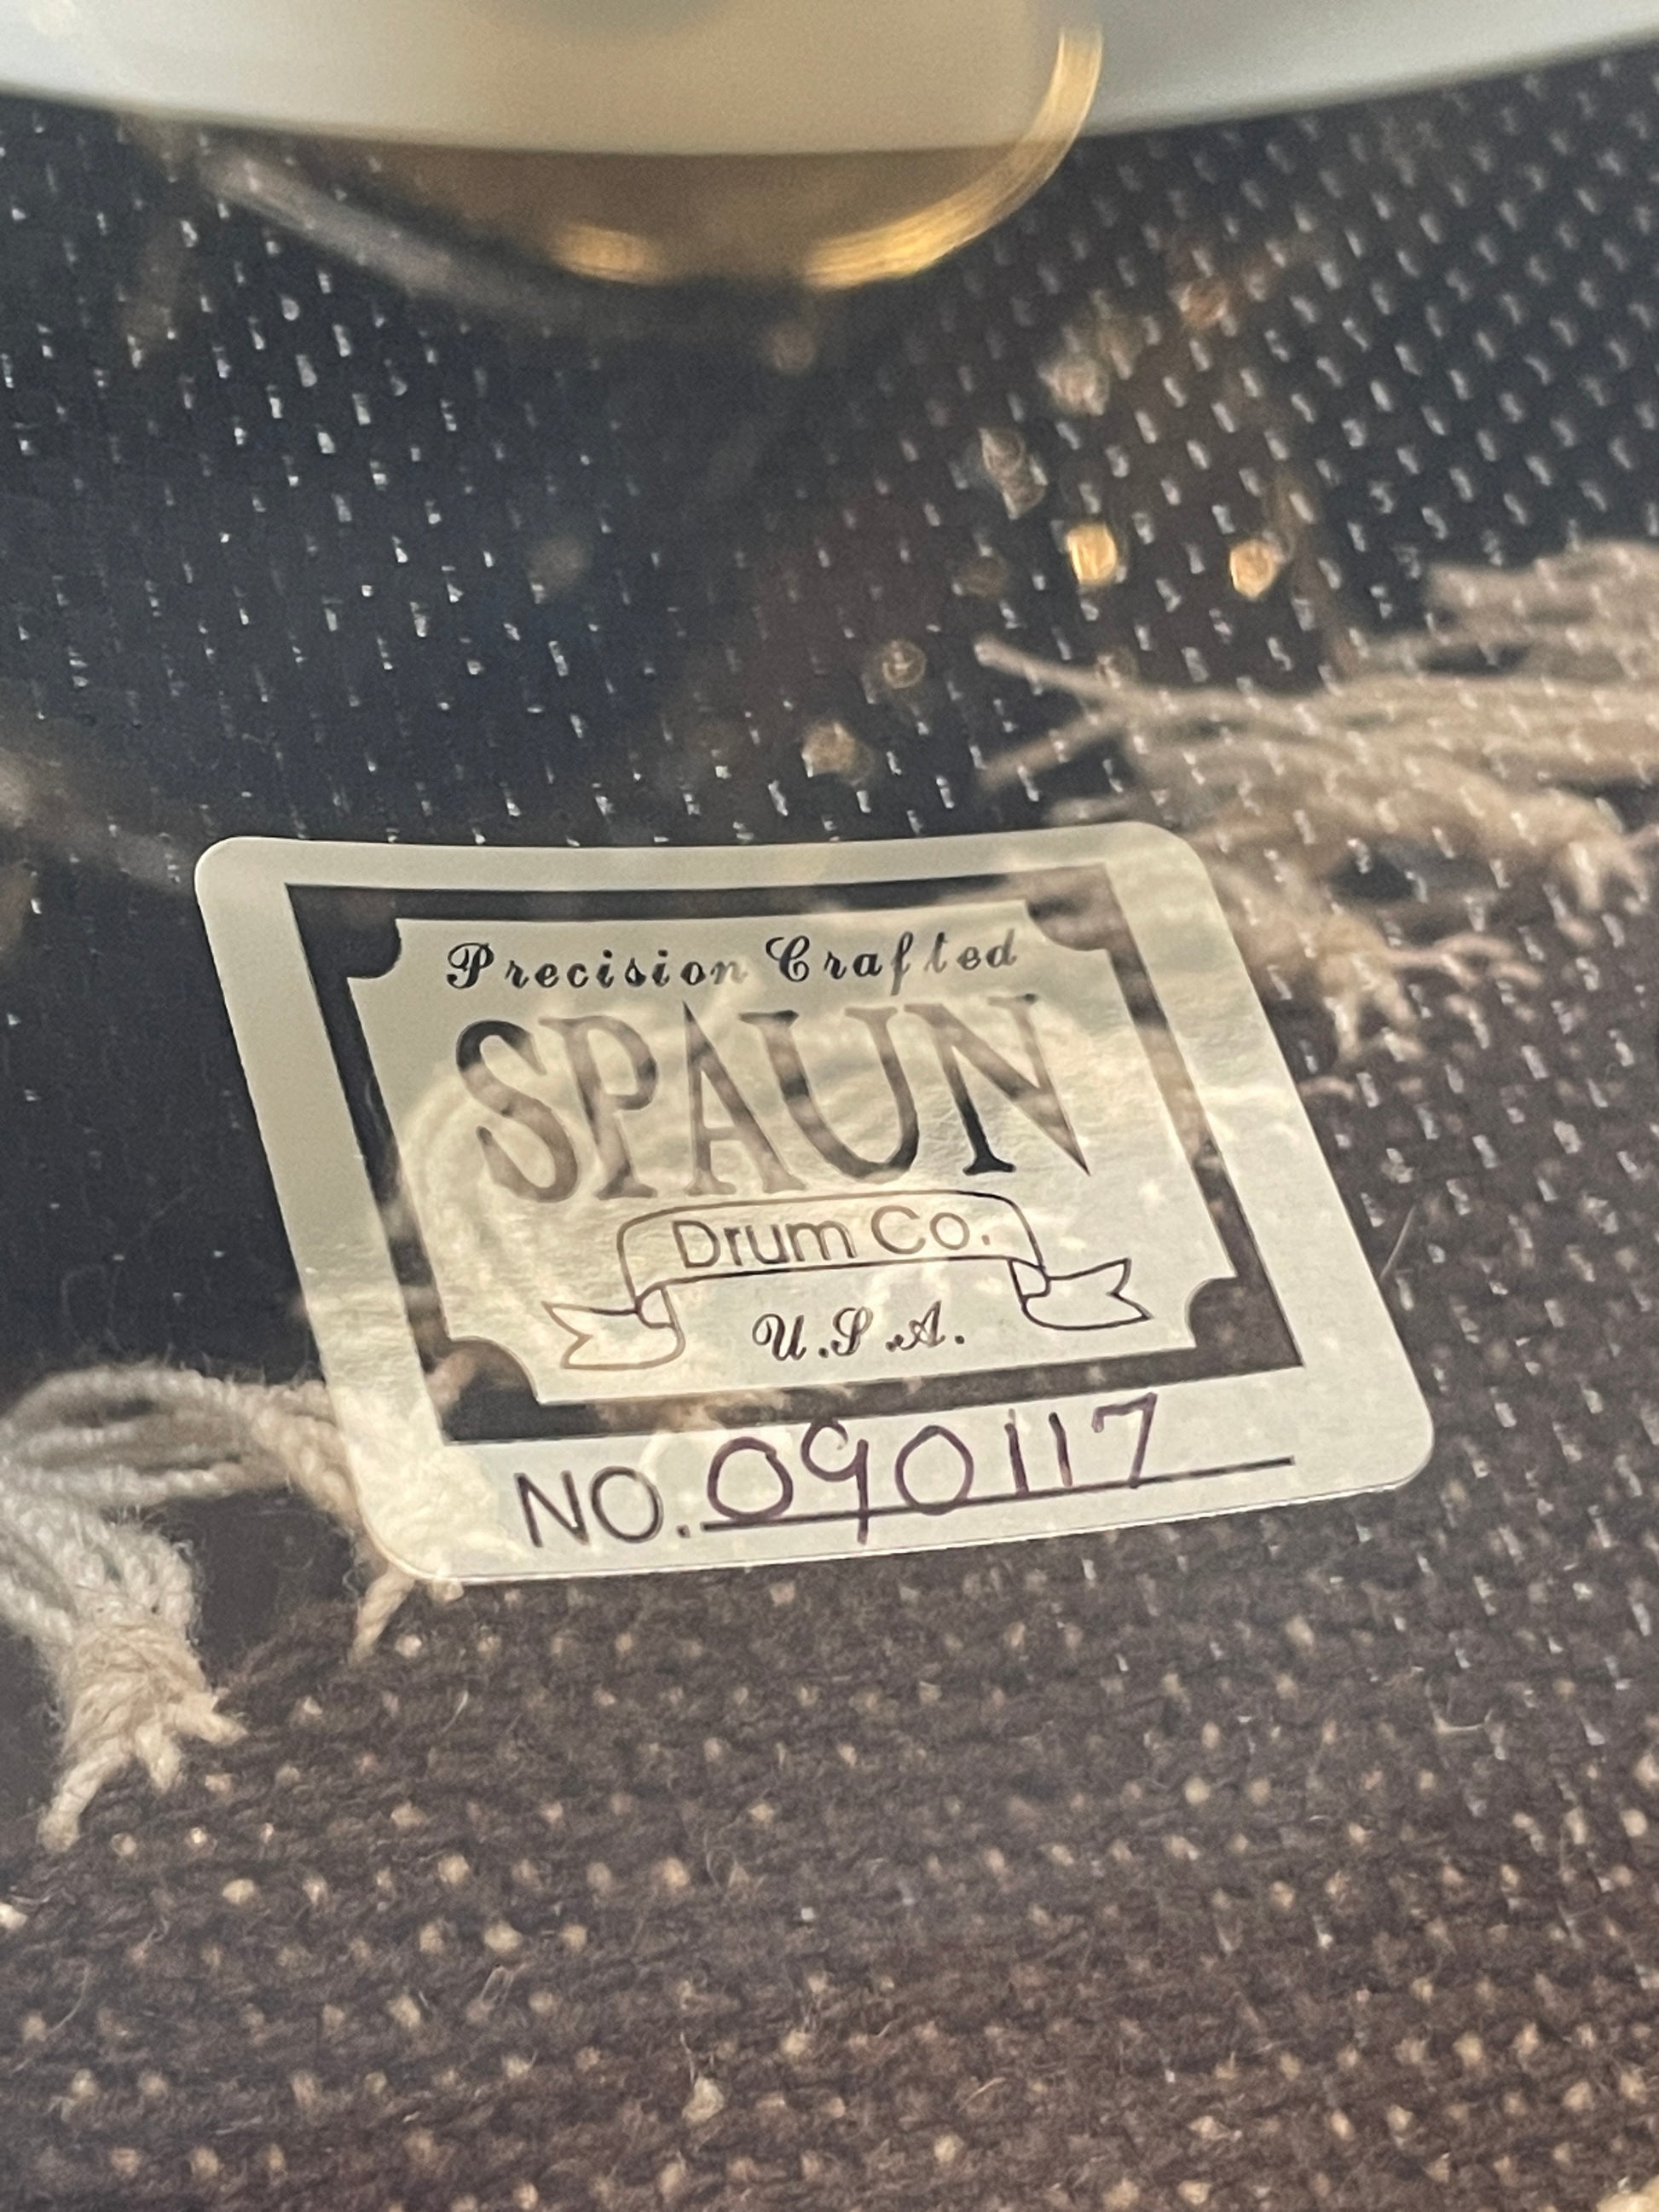 Precision Crafted
SPAUN
Drum Co.
U.S.A.
NO. 090117